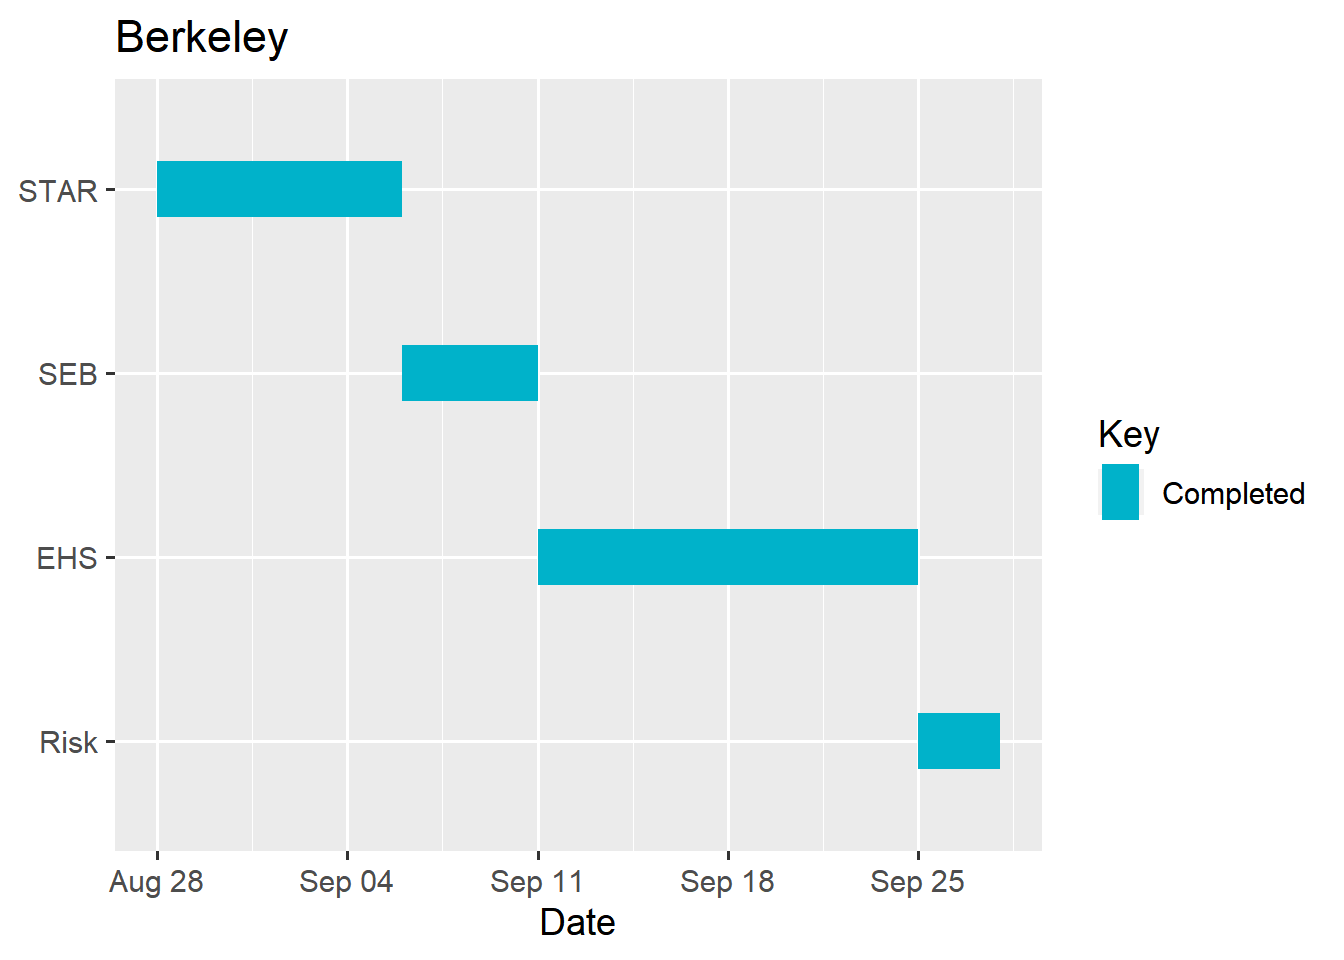 Berkeley
STAR
SEB
EHS
Risk
Aug 28 Sep 04 Sep 11 Sep 18 Sep 25
Date
Key
Completed